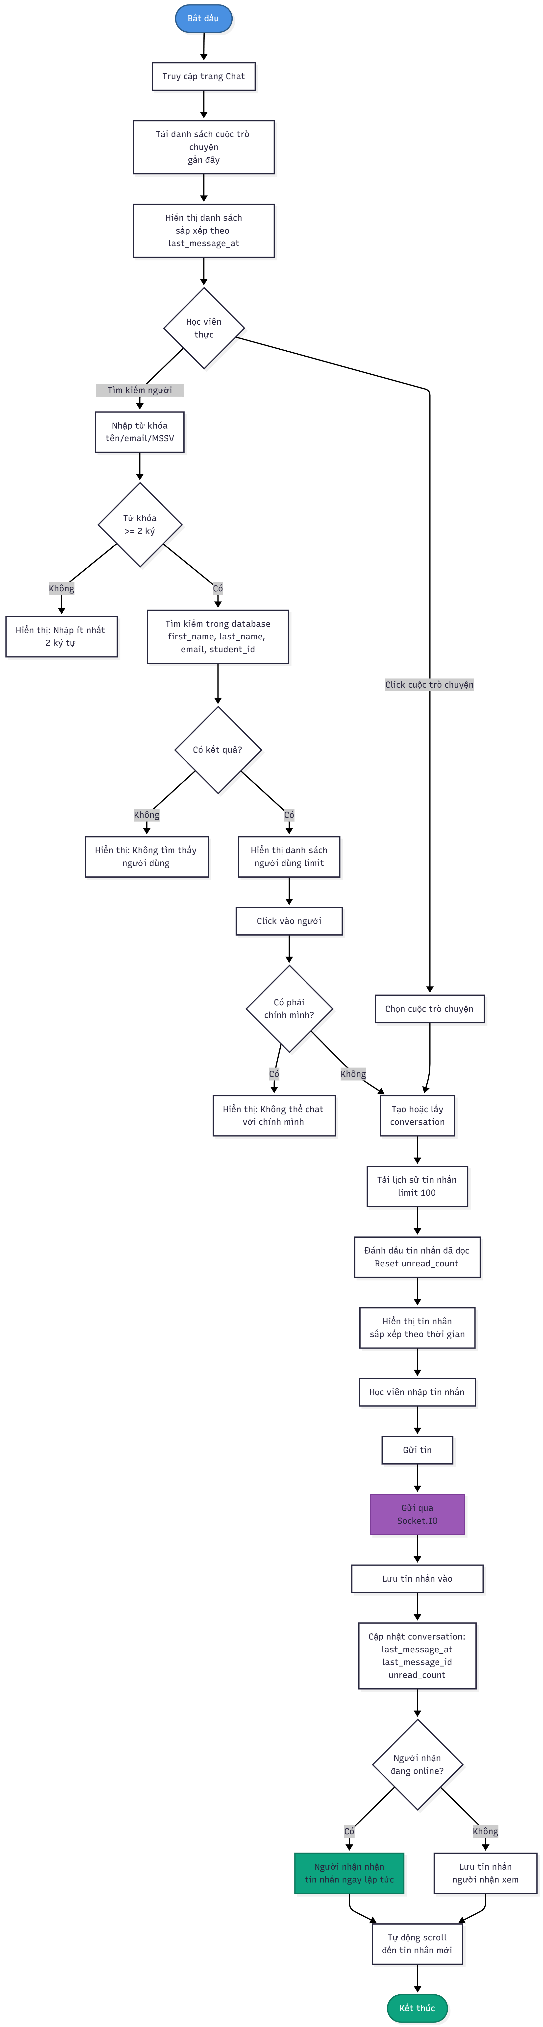 Bắt đầu
Truy cập trang Chat
Tải danh sách cuộc trò
chuyện
gần đây
Hiển thị danh sách
sắp xếp theo
last_message_at
Học viên
thực
Tìm kiếm người
Nhập từ khóa
tên/email/MSSV
Từ khóa
>= 2 ký
Không
Có
Hiển thị: Nhập ít nhất
2 ký tự
Tìm kiếm trong database
first_name, last_name,
email, student_id
Click cuộc trò chuyện
Có kết quả?
Không
Có
Hiển thị: Không tìm thấy
người dùng
Hiển thị danh sách
người dùng limit
Click vào người
Có phải
chính mình?
Chọn cuộc trò chuyện
Có
Không
Hiển thị: Không thể chat
với chính mình
Tạo hoặc lấy
conversation
Tải lịch sử tin nhắn
limit 100
Đánh dấu tin nhắn đã đọc
Reset unread_count
Hiển thị tin nhắn
sắp xếp theo thời gian
Học viên nhập tin nhắn
Gửi tin
Gửi qua
Socket.IO
Lưu tin nhắn vào
Cập nhật conversation:
last_message_at
last_message_id
unread_count
Người nhận
đang online?
Có
Không
Người nhận nhận
tin nhắn ngay lập tức
Lưu tin nhắn
người nhận xem
Tự động scroll
đến tin nhắn mới
Kết thúc